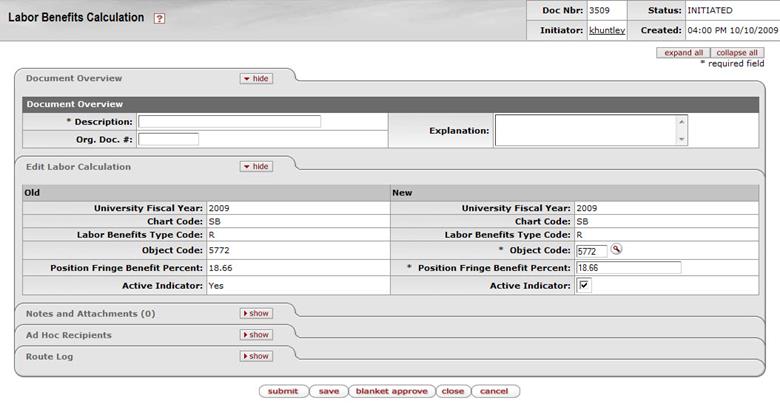 Labor Benefits Calculation ?
Doc Nbr: 3509 Status: INITIATED
Initiator: khuntley Created: 04:00 PM 10/10/2009
expand all collapse all
* required field
Document Overview hide
Document Overview
* Description: Explanation:
Org. Doc. #:
Edit Labor Calculation hide
Old New
University Fiscal Year: 2009 University Fiscal Year: 2009
Chart Code: SB Chart Code: SB
Labor Benefits Type Code: R Labor Benefits Type Code: R
Object Code: 5772 * Object Code: 5772
Position Fringe Benefit Percent: 18.66 * Position Fringe Benefit Percent: 18.66
Active Indicator: Yes Active Indicator:
Notes and Attachments (0) show
Ad Hoc Recipients show
Route Log show
submit save blanket approve close cancel